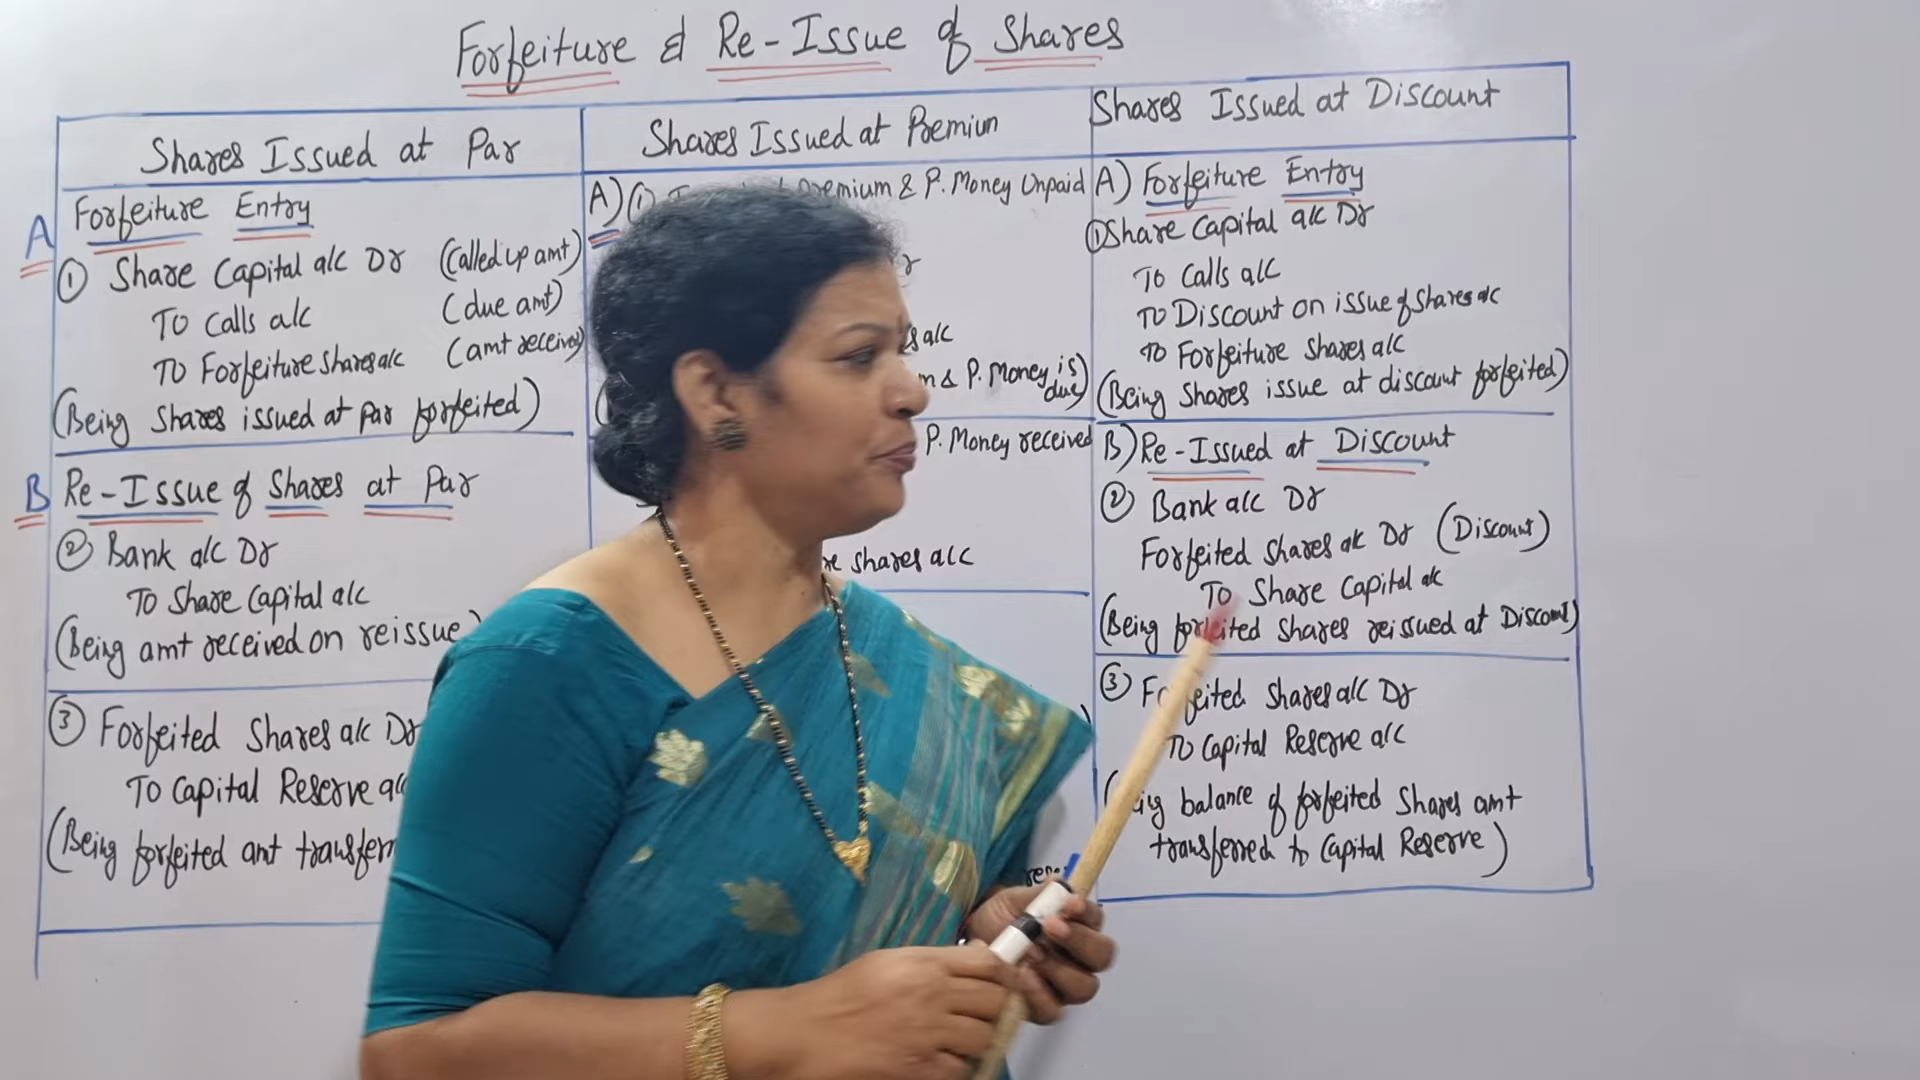 Forfeiture & Re-Issue of Shares
Shares Issued at Par
A
Forfeiture Entry
① Share Capital a/c Dr (Called up amt)
To Calls a/c (due amt)
To Forfeiture Shares a/c (amt received)
(Being Shares issued at Par forfeited)
B Re-Issue of Shares at Par
② Bank a/c Dr
To Share Capital a/c
(Being amt received on reissue)
③ Forfeited Shares a/c Dr
To Capital Reserve a/c
(Being forfeited amt
Shares Issued at Premiun
A) ① Premium & P. Money Unpaid
a/c
& P. Money is due)
P. Money received
shares a/c
Shares Issued at Discount
A) Forfeiture Entry
① Share Capital a/c Dr
To Calls a/c
To Discount on issue of Shares a/c
To Forfeiture Shares a/c
(Being Shares issue at discount forfeited)
B) Re-Issued at Discount
② Bank a/c Dr
Forfeited Shares a/c Dr (Discount)
To Share Capital a/c
(Being forfeited Shares reissued at Discount)
③ Forfeited Shares a/c Dr
To Capital Reserve a/c
balance of forfeited Shares amt
transferred to Capital Reserve)